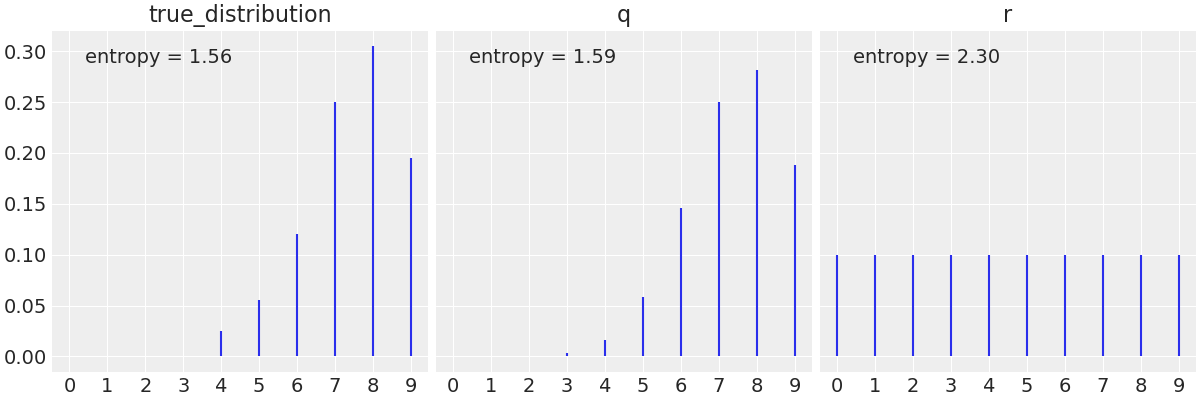 true_distribution
q
r
entropy = 1.56
entropy = 1.59
entropy = 2.30
0.30
0.25
0.20
0.15
0.10
0.05
0.00
0 1 2 3 4 5 6 7 8 9
0 1 2 3 4 5 6 7 8 9
0 1 2 3 4 5 6 7 8 9